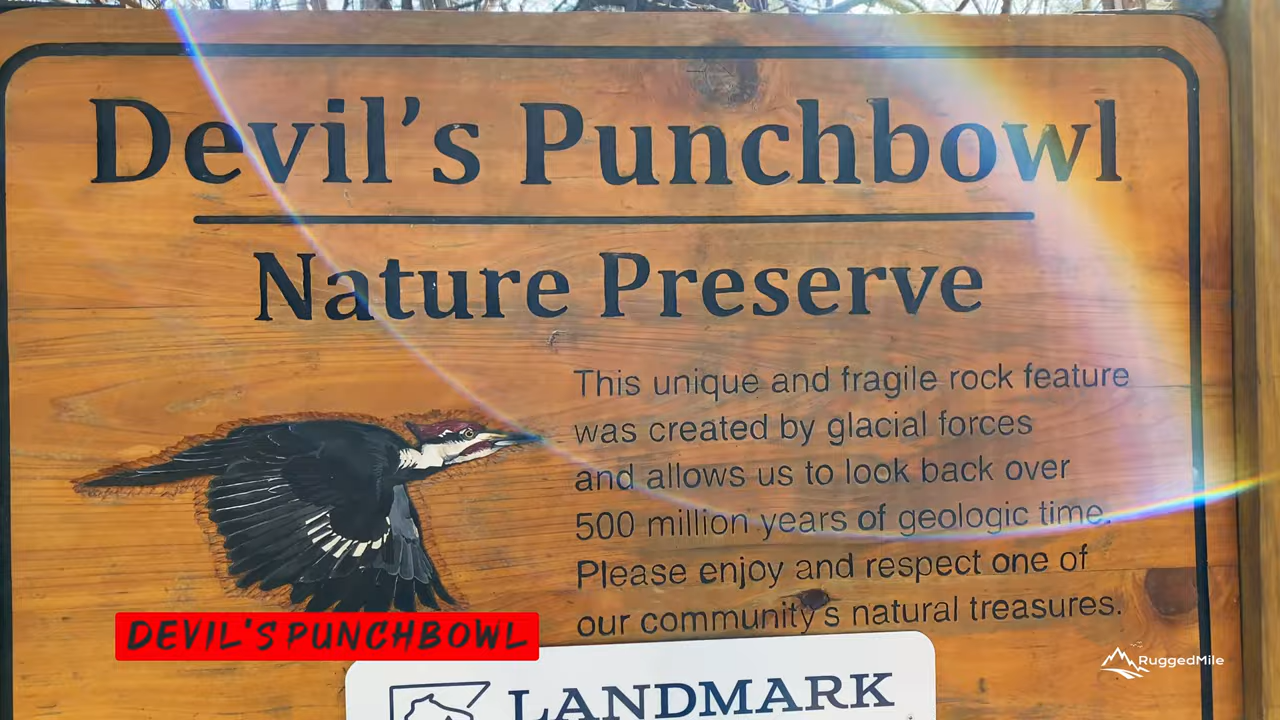 Devil's Punchbowl
Nature Preserve
This unique and fragile rock feature
was created by glacial forces
and allows us to look back over
500 million years of geologic time.
Please enjoy and respect one of
our community's natural treasures.
DEVIL'S PUNCHBOWL
RuggedMile
LANDMARK